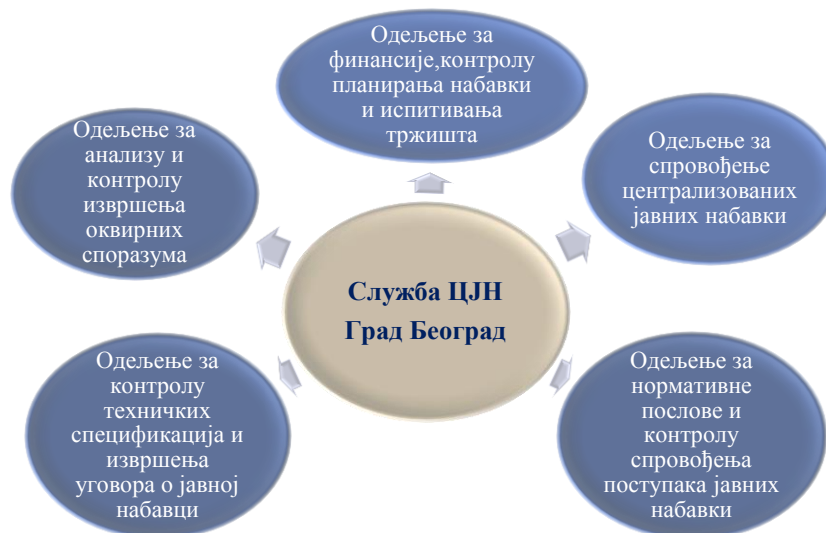 Одељење за
финансије,контролу
планирања набавки
и испитивања
тржишта
Одељење за
анализу и
контролу
извршења
оквирних
споразума
Одељење за
спровођење
централизованих
јавних набавки
Служба ЦЈН
Град Београд
Одељење за
контролу
техничких
спецификација и
извршења
уговора о јавној
набавци
Одељење за
нормативне
послове и
контролу
спровођења
поступака јавних
набавки